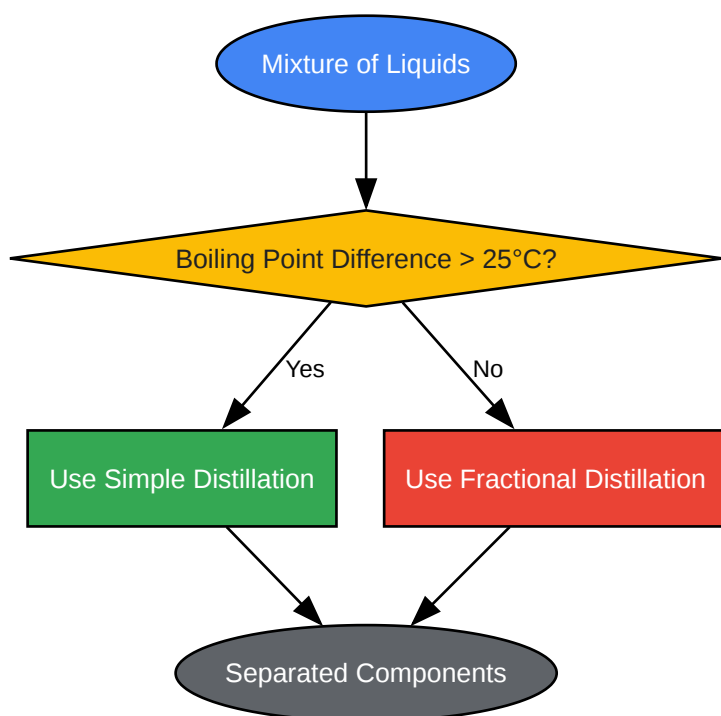 Mixture of Liquids
Boiling Point Difference > 25°C?
Yes
No
Use Simple Distillation
Use Fractional Distillation
Separated Components